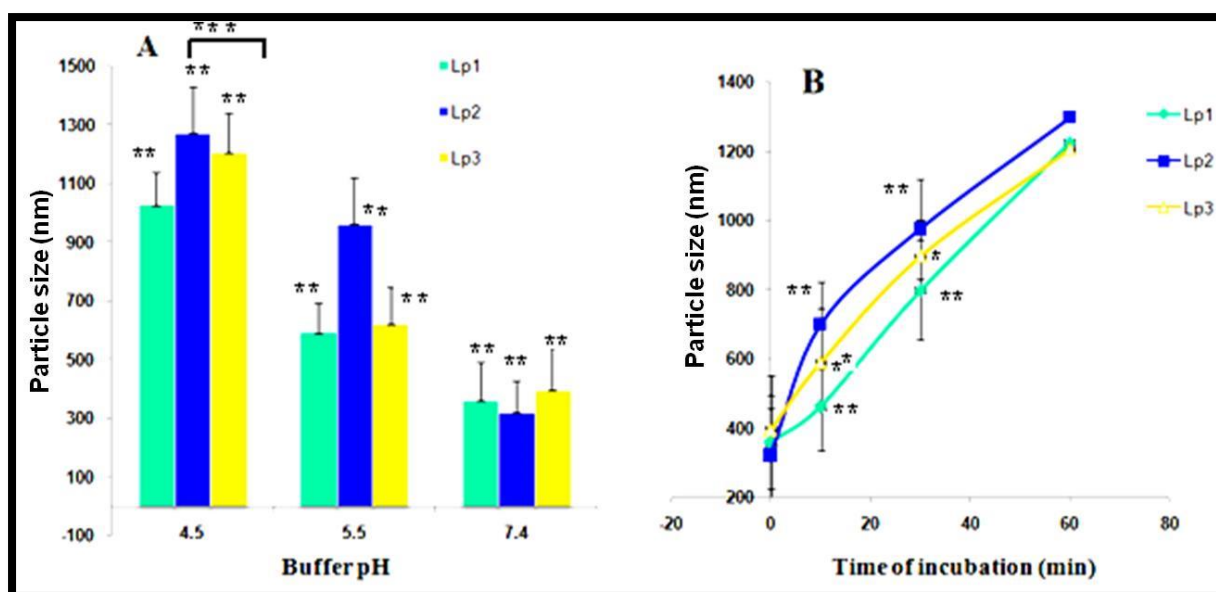 A
***
1500
1300
1100
900
700
500
300
100
-100
Particle size (nm)
** ** **
** ** **
** ** **
Lp1
Lp2
Lp3
4.5 5.5 7.4
Buffer pH
B
1400
1200
1000
800
600
400
200
Particle size (nm)
**
**
*
**
**
**
Lp1
Lp2
Lp3
-20 0 20 40 60 80
Time of incubation (min)